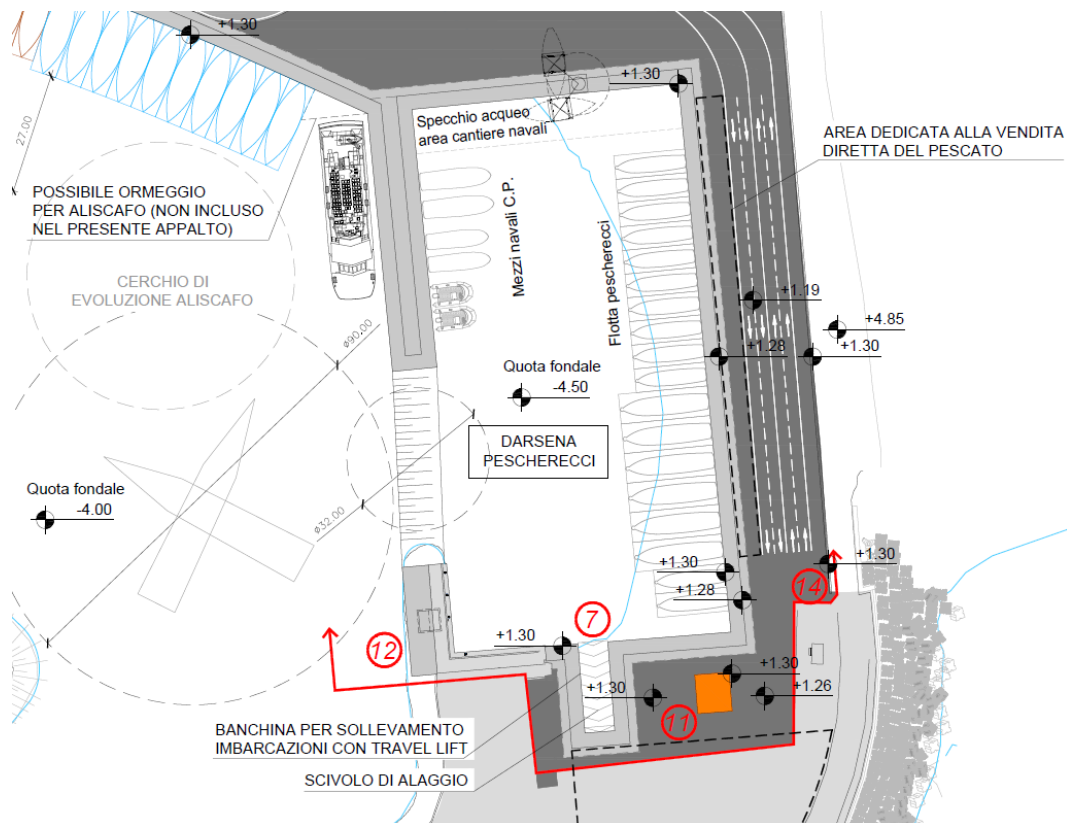 +1.30
+1.30
Specchio acqueo
area cantiere navali
AREA DEDICATA ALLA VENDITA
DIRETTA DEL PESCATO
27.00
POSSIBILE ORMEGGIO
PER ALISCAFO (NON INCLUSO
NEL PRESENTE APPALTO)
Mezzi navali C.P.
Flotta pescherecci
CERCHIO DI
EVOLUZIONE ALISCAFO
+1.19
+4.85
ø90.00
+1.28
+1.30
Quota fondale
-4.50
DARSENA
PESCHERECCI
Quota fondale
-4.00
ø32.00
+1.30
+1.30
14
+1.28
7
12
+1.30
+1.30
+1.30
+1.26
11
BANCHINA PER SOLLEVAMENTO
IMBARCAZIONI CON TRAVEL LIFT
SCIVOLO DI ALAGGIO